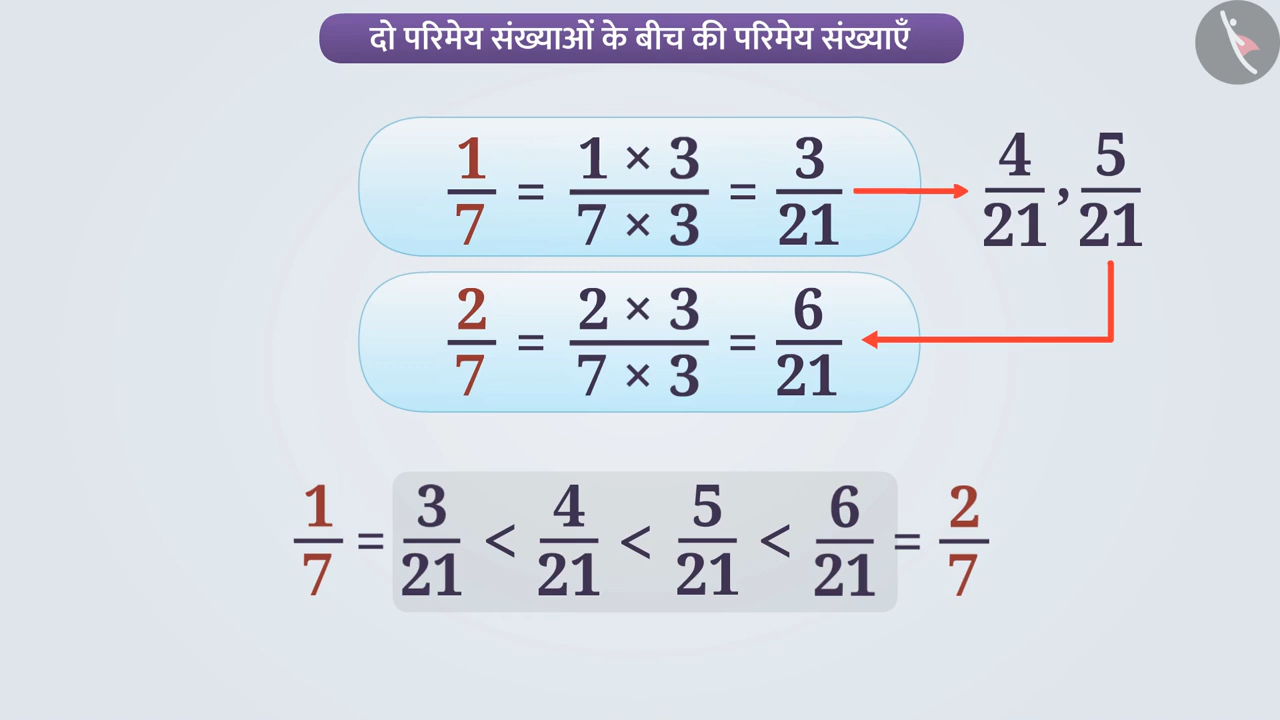 दो परिमेय संख्याओं के बीच की परिमेय संख्याएँ
1/7 = (1 × 3)/(7 × 3) = 3/21 → 4/21 , 5/21
2/7 = (2 × 3)/(7 × 3) = 6/21
1/7 = 3/21 < 4/21 < 5/21 < 6/21 = 2/7